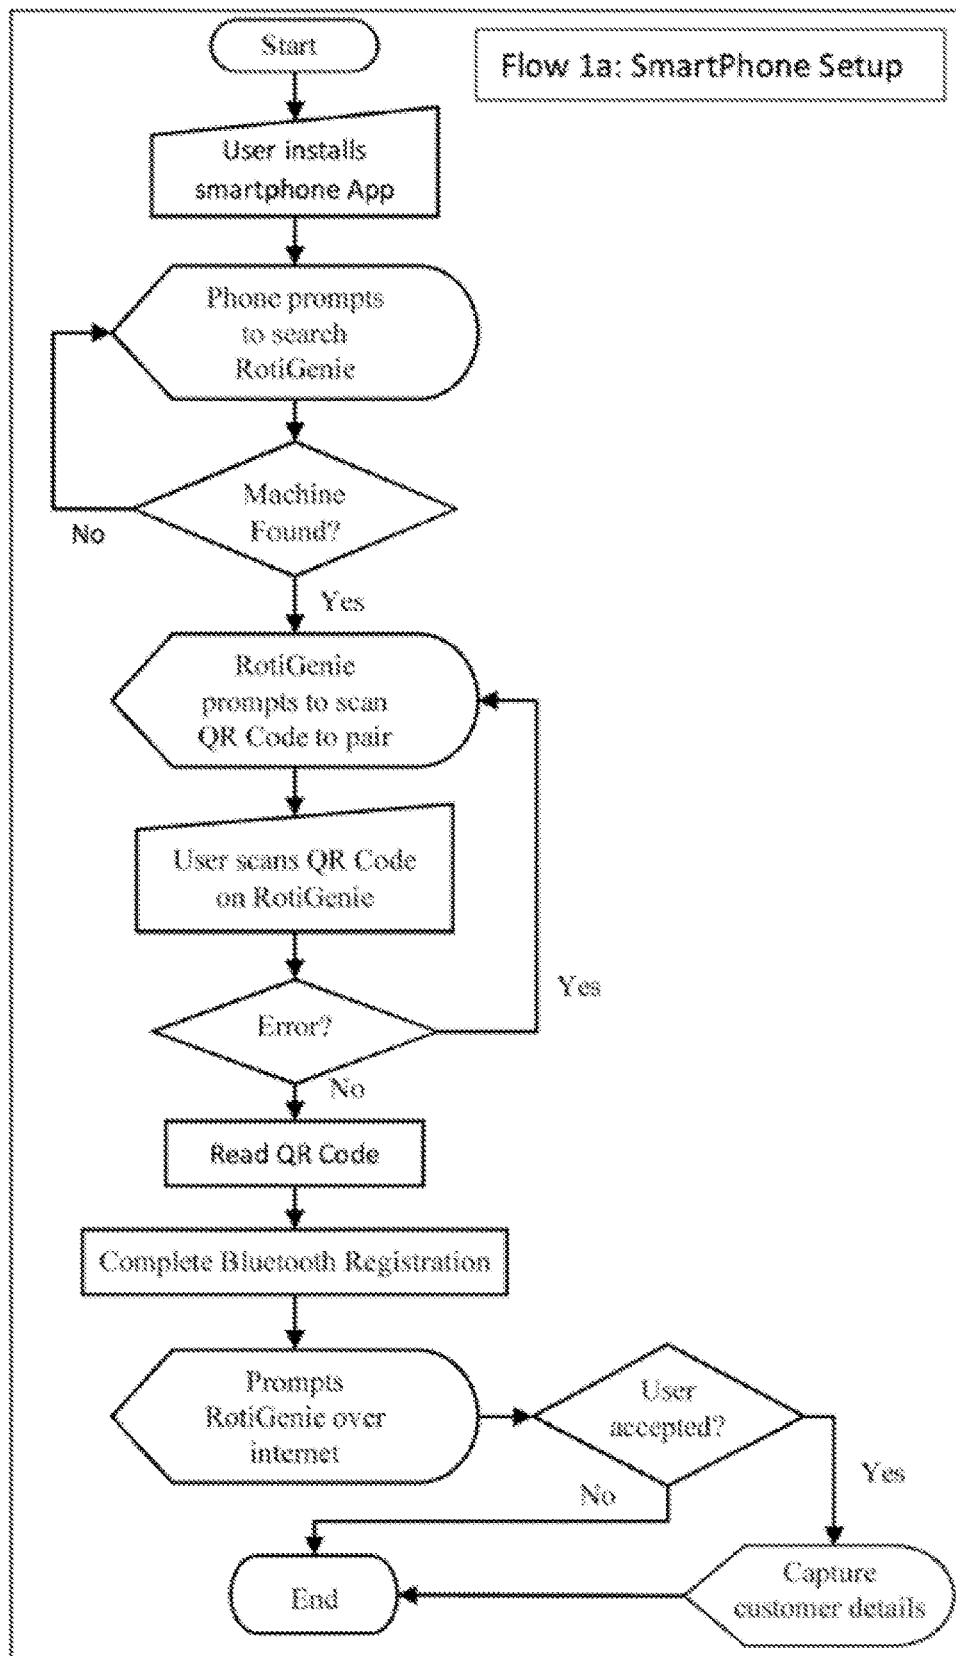 Start
Flow 1a: SmartPhone Setup
User installs
smartphone App
Phone prompts
to search
RotiGenie
Machine
Found?
No
Yes
RotiGenie
prompts to scan
QR Code to pair
User scans QR Code
on RotiGenie
Yes
Error?
No
Read QR Code
Complete Bluetooth Registration
Prompts
RotiGenie over
internet
User
accepted?
Yes
No
End
Capture
customer details